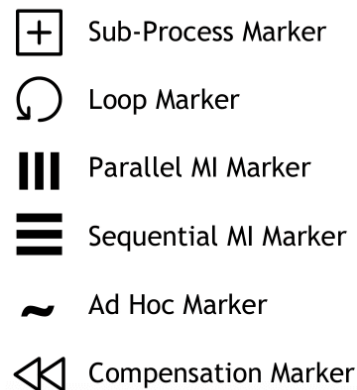 Sub-Process Marker
Loop Marker
Parallel MI Marker
Sequential MI Marker
Ad Hoc Marker
Compensation Marker